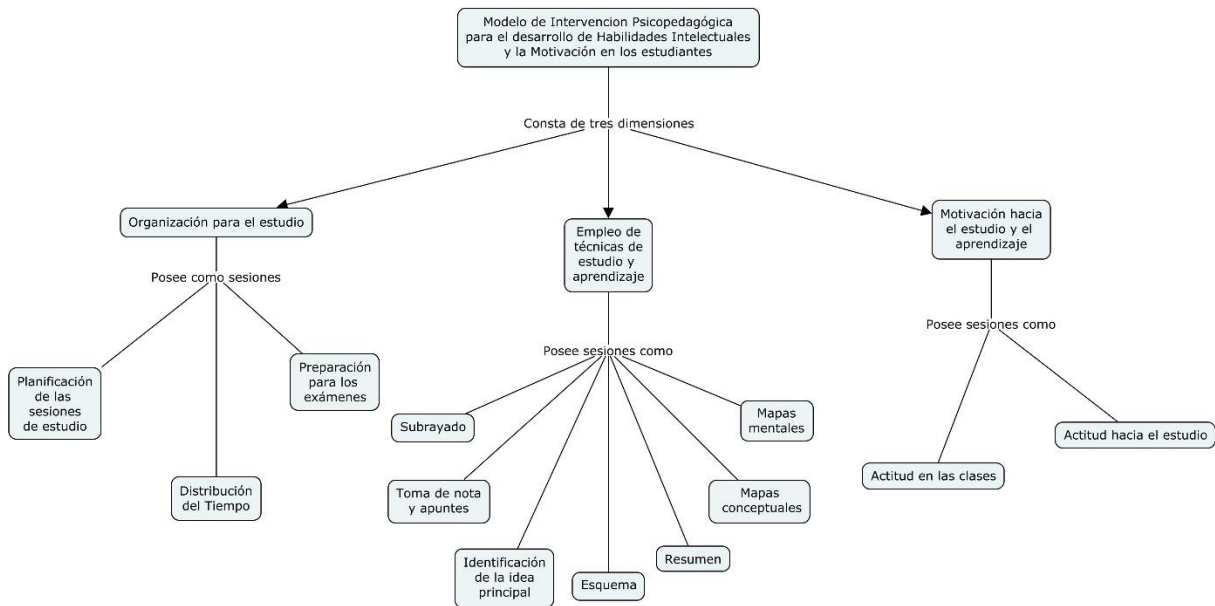 Modelo de Intervencion Psicopedagógica
para el desarrollo de Habilidades Intelectuales
y la Motivación en los estudiantes
Consta de tres dimensiones
Organización para el estudio
Empleo de
técnicas de
estudio y
aprendizaje
Motivación hacia
el estudio y el
aprendizaje
Posee como sesiones
Planificación
de las
sesiones
de estudio
Distribución
del Tiempo
Preparación
para los
exámenes
Posee sesiones como
Subrayado
Toma de nota
y apuntes
Identificación
de la idea
principal
Esquema
Resumen
Mapas
conceptuales
Mapas
mentales
Posee sesiones como
Actitud en las clases
Actitud hacia el estudio